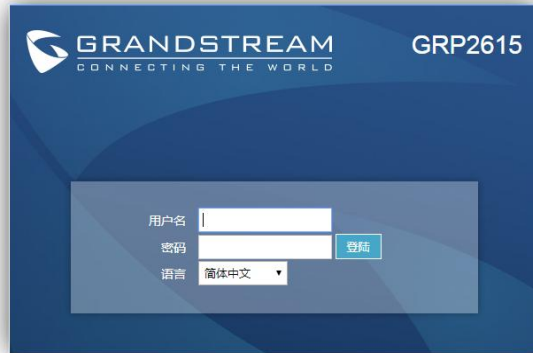 GRANDSTREAM
CONNECTING THE WORLD
GRP2615
用户名
密码
登陆
语言
简体中文